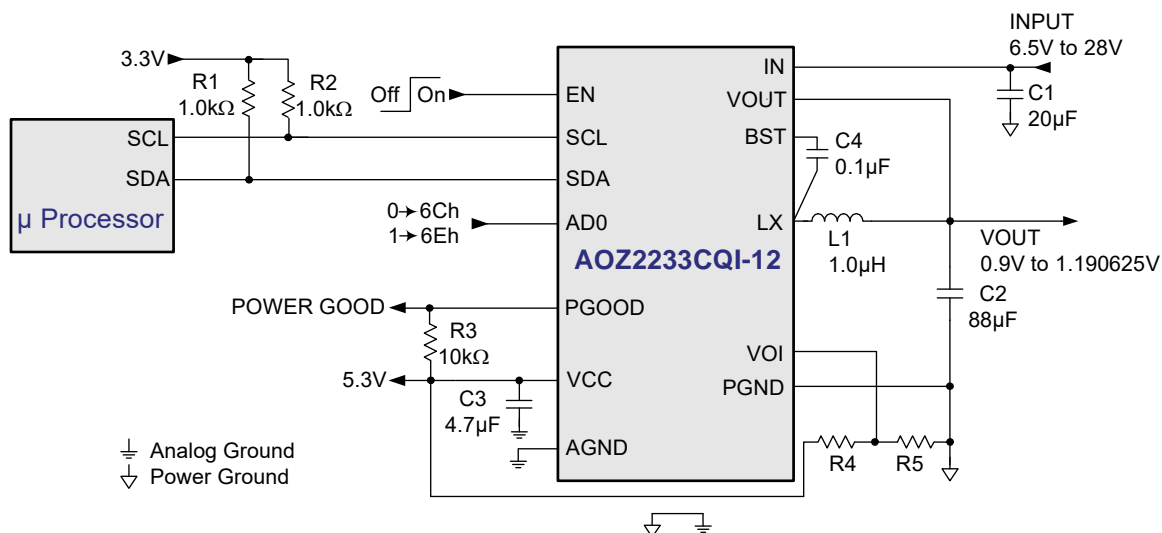 INPUT
6.5V to 28V
3.3V
R1
1.0kΩ
R2
1.0kΩ
Off
On
EN
IN
VOUT
C1
20µF
SCL
SCL
BST
C4
0.1µF
SDA
SDA
µ Processor
0→6Ch
1→6Eh
AD0
LX
L1
1.0µH
AOZ2233CQI-12
VOUT
0.9V to 1.190625V
C2
88µF
POWER GOOD
PGOOD
R3
10kΩ
VOI
5.3V
VCC
PGND
C3
4.7µF
AGND
R4
R5
Analog Ground
Power Ground